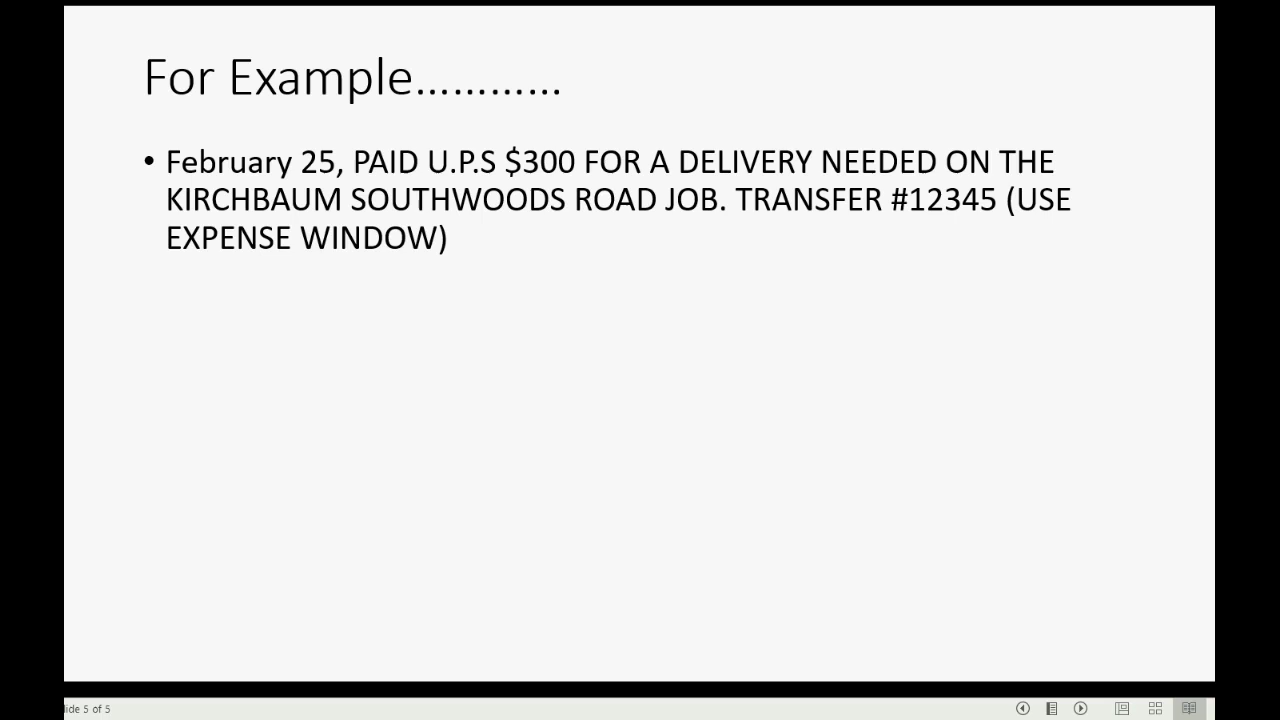 For Example…………
• February 25, PAID U.P.S $300 FOR A DELIVERY NEEDED ON THE
KIRCHBAUM SOUTHWOODS ROAD JOB. TRANSFER #12345 (USE
EXPENSE WINDOW)
lide 5 of 5